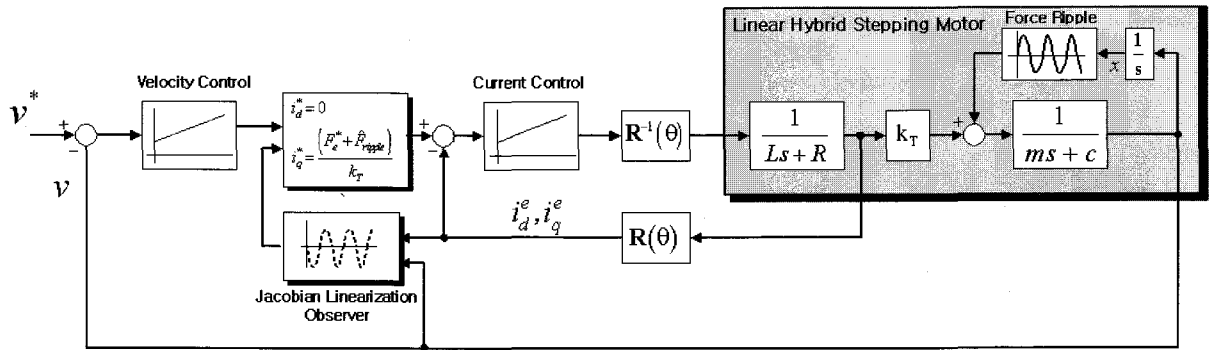 Linear Hybrid Stepping Motor
Force Ripple
1/s
x
Velocity Control
Current Control
v*
+
−
v
i_d^* = 0
i_q^* = (F_e^* + F̂_ripple) / k_T
+
−
R⁻¹(θ)
1/(Ls + R)
k_T
+
+
1/(ms + c)
i_d^e, i_q^e
R(θ)
Jacobian Linearization
Observer